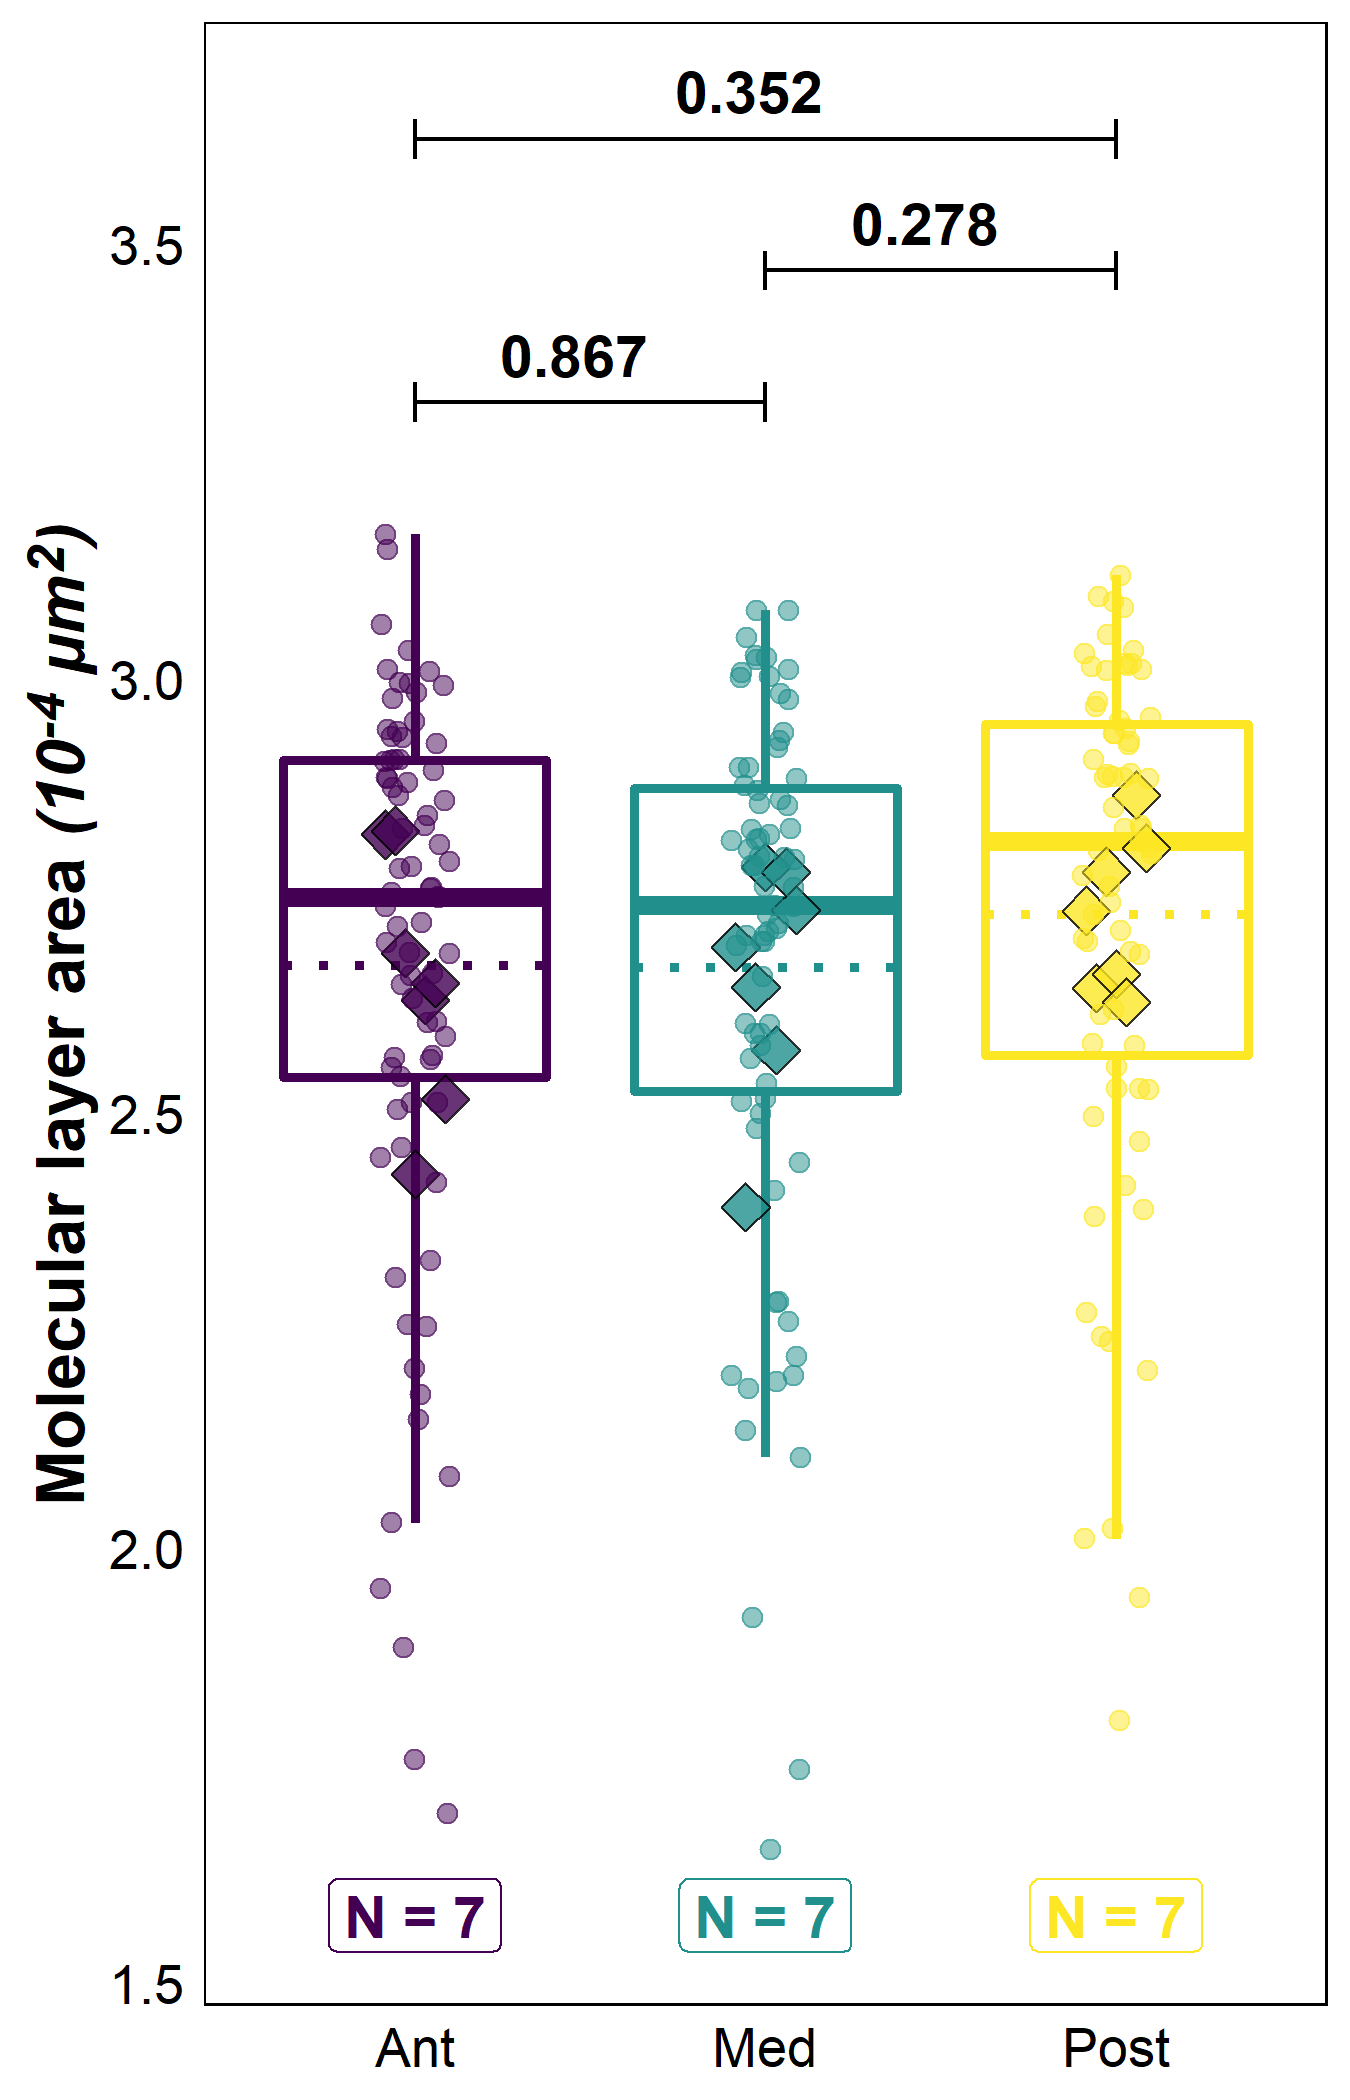 0.352
0.278
0.867
Molecular layer area (10⁻⁴ µm²)
3.5
3.0
2.5
2.0
1.5
N = 7
N = 7
N = 7
Ant
Med
Post